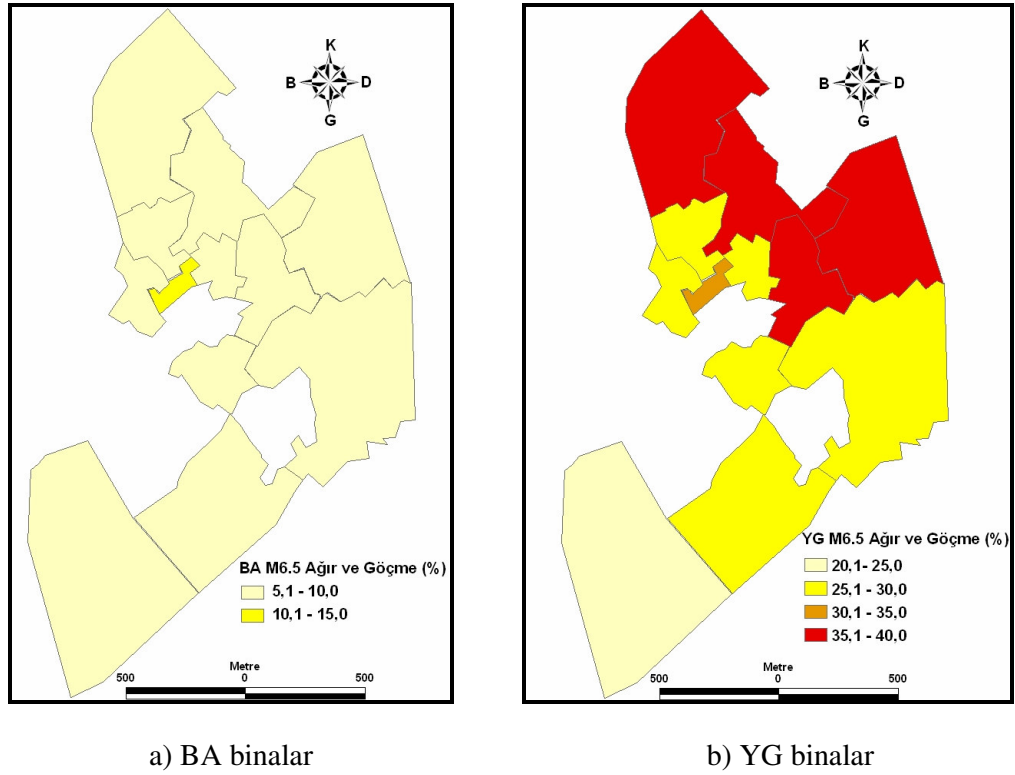 K
B D
G
BA M6.5 Ağır ve Göçme (%)
5,1 - 10,0
10,1 - 15,0
Metre
500 0 500
K
B D
G
YG M6.5 Ağır ve Göçme (%)
20,1- 25,0
25,1 - 30,0
30,1 - 35,0
35,1 - 40,0
Metre
500 0 500
a) BA binalar
b) YG binalar